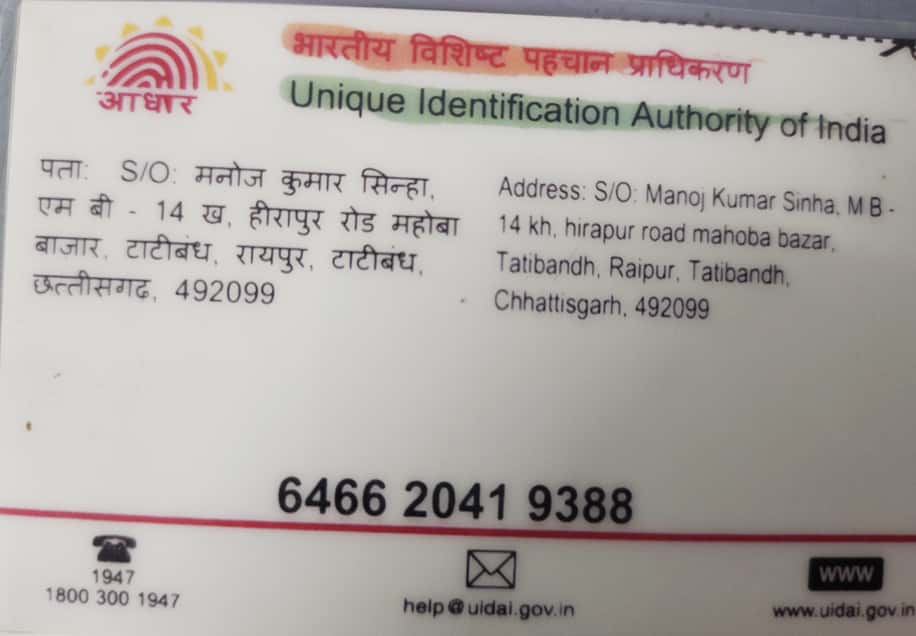 आधार
भारतीय विशिष्ट पहचान प्राधिकरण
Unique Identification Authority of India
पता: S/O: मनोज कुमार सिन्हा,
एम बी - 14 ख, हीरापुर रोड महोबा
बाजार, टाटीबंध, रायपुर, टाटीबंध,
छत्तीसगढ, 492099
Address: S/O: Manoj Kumar Sinha, M B -
14 kh, hirapur road mahoba bazar,
Tatibandh, Raipur, Tatibandh,
Chhattisgarh, 492099
6466 2041 9388
1947
1800 300 1947
help@uidai.gov.in
www
www.uidai.gov.in